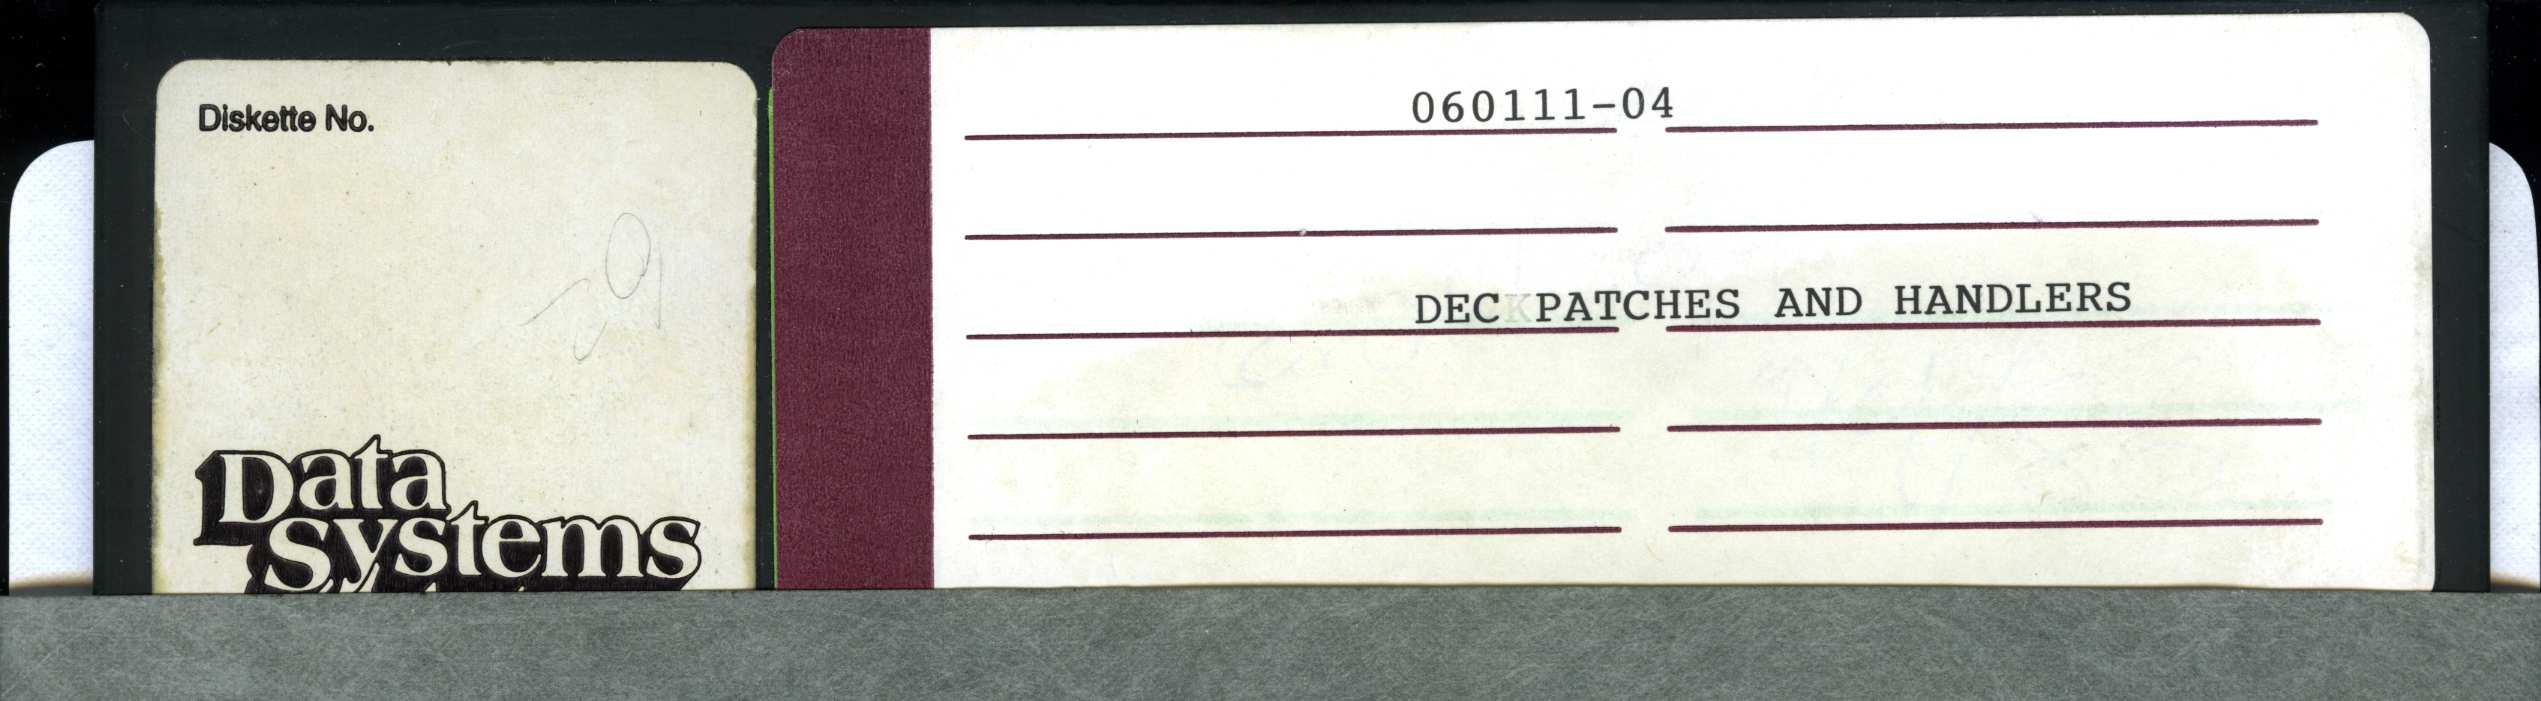 Diskette No.
Data
Systems
060111-04
DEC PATCHES AND HANDLERS